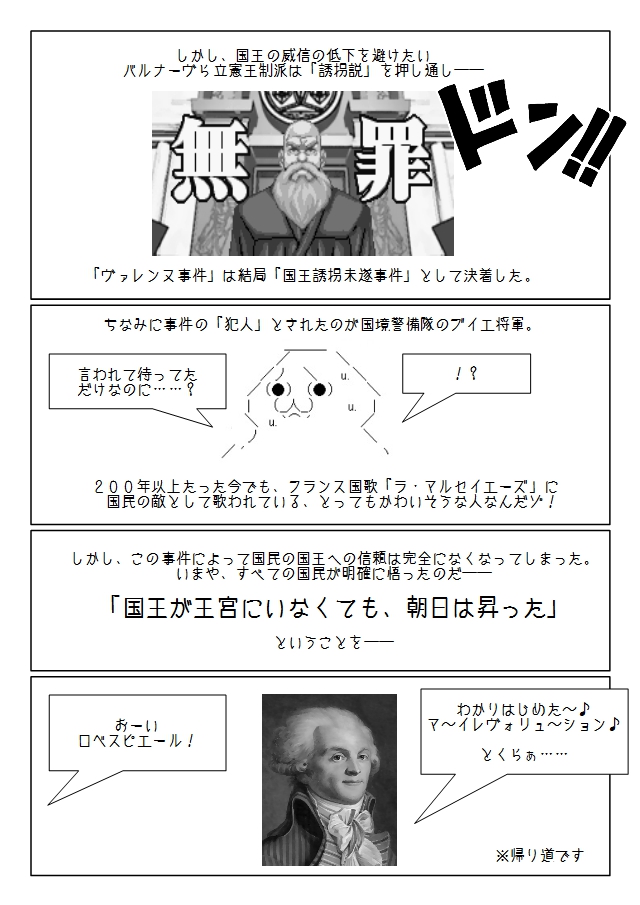 しかし、国王の威信の低下を避けたい
バルナーヴら立憲王制派は「誘拐説」を押し通し――
無罪
ドン!!
「ヴァレンヌ事件」は結局「国王誘拐未遂事件」として決着した。
ちなみに事件の「犯人」とされたのが国境警備隊のブイエ将軍。
言われて待ってた
だけなのに……?
!?
200年以上たった今でも、フランス国歌『ラ・マルセイエーズ』に
国民の敵として歌われている、とってもかわいそうな人なんだゾ!
しかし、この事件によって国民の国王への信頼は完全になくなってしまった。
いまや、すべての国民が明確に悟ったのだ――
「国王が王宮にいなくても、朝日は昇った」
ということを――
おーい
ロベスピエール!
わかりはじめた〜♪
マ〜イレヴォリュ〜ション♪
とくらぁ……
※帰り道です